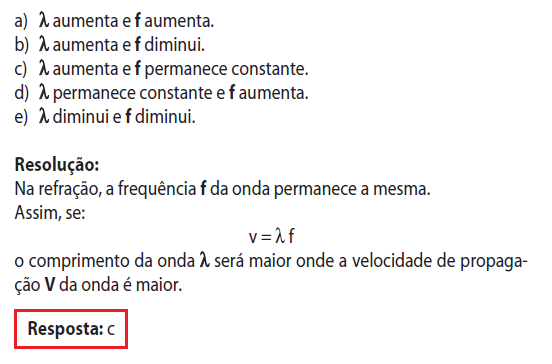 a) λ aumenta e f aumenta.
b) λ aumenta e f diminui.
c) λ aumenta e f permanece constante.
d) λ permanece constante e f aumenta.
e) λ diminui e f diminui.
Resolução:
Na refração, a frequência f da onda permanece a mesma.
Assim, se:
v = λ f
o comprimento da onda λ será maior onde a velocidade de propaga-
ção V da onda é maior.
Resposta: c